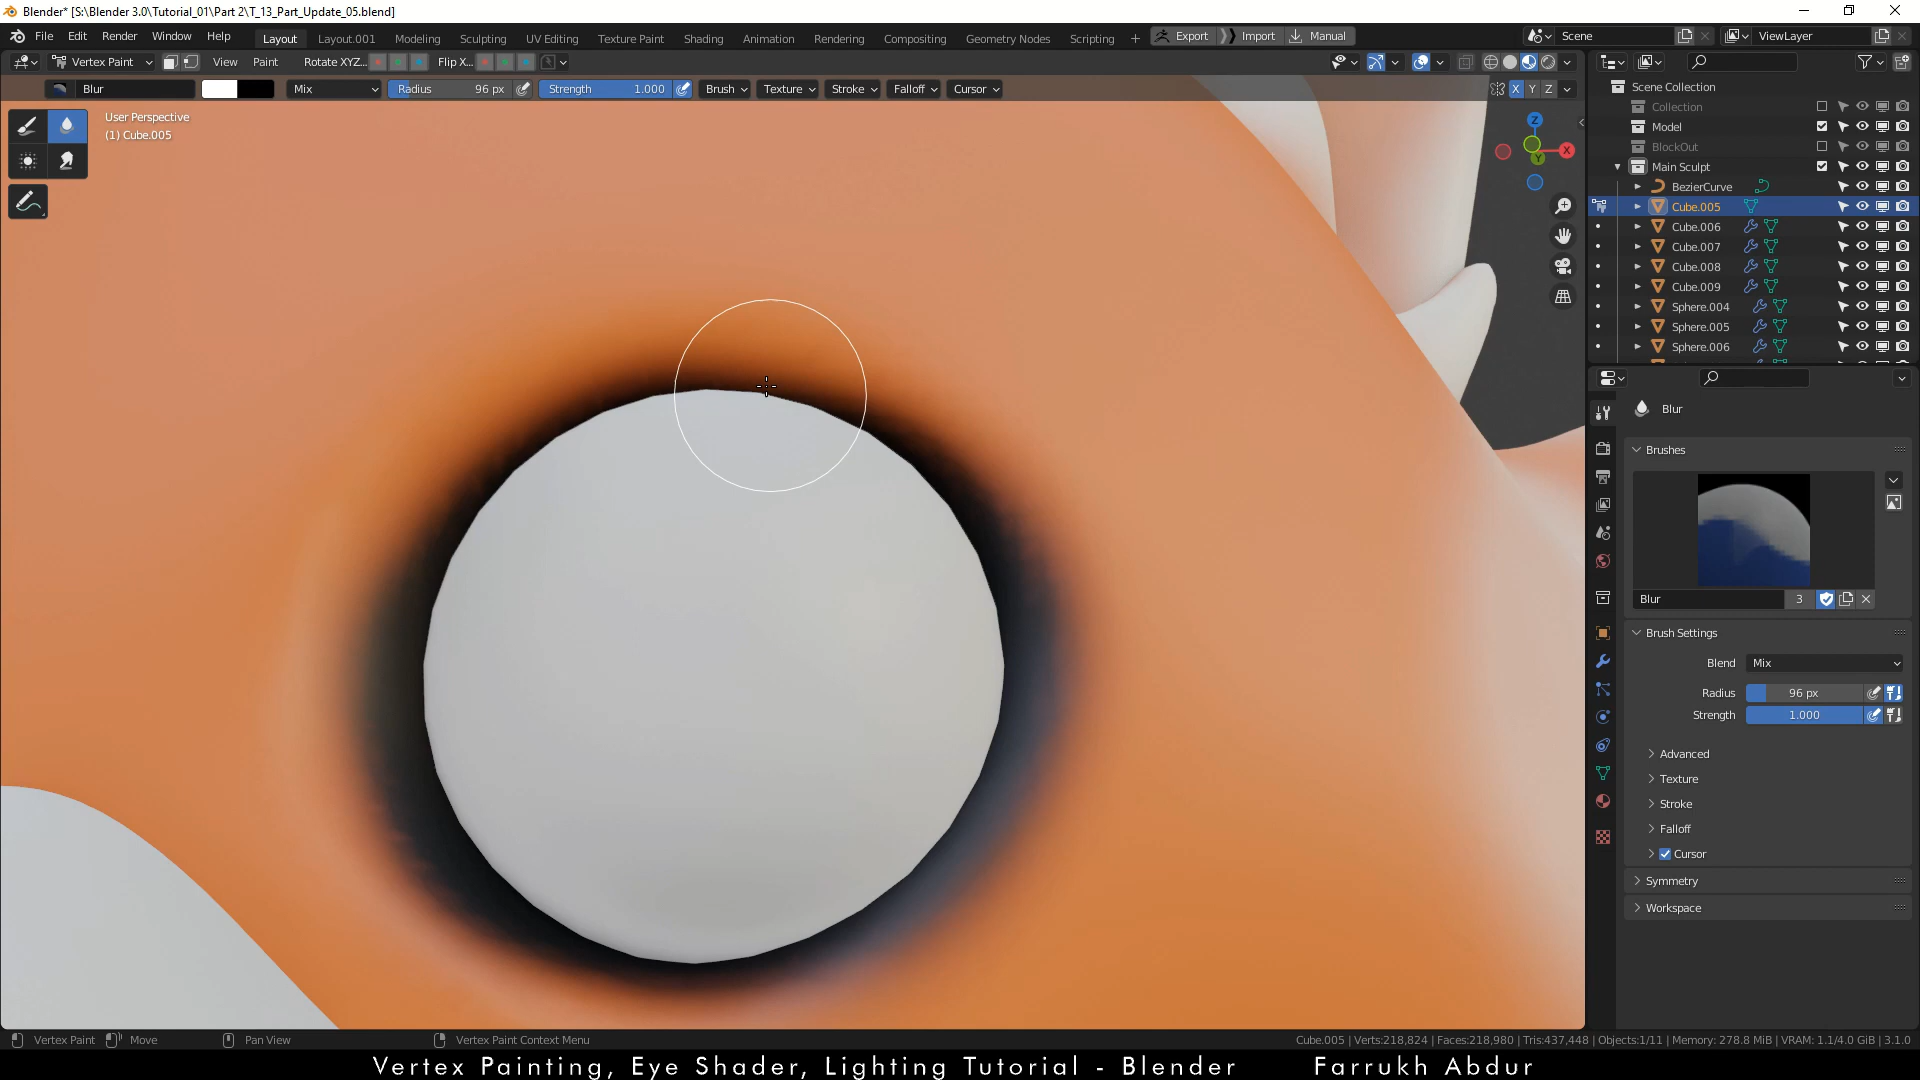 Blender* [S:\Blender 3.0\Tutorial_01\Part 2\T_13_Part_Update_05.blend]
File Edit Render Window Help Layout Layout.001 Modeling Sculpting UV Editing Texture Paint Shading Animation Rendering Compositing Geometry Nodes Scripting + Export Import Manual Scene ViewLayer
Vertex Paint View Paint Rotate XYZ... Flip X...
Blur Mix Radius 96 px Strength 1.000 Brush Texture Stroke Falloff Cursor X Y Z
User Perspective
(1) Cube.005
Z
X
Y
Scene Collection
Collection
Model
BlockOut
Main Sculpt
BezierCurve
Cube.005
Cube.006
Cube.007
Cube.008
Cube.009
Sphere.004
Sphere.005
Sphere.006
Blur
Brushes
Blur 3
Brush Settings
Blend Mix
Radius 96 px
Strength 1.000
Advanced
Texture
Stroke
Falloff
Cursor
Symmetry
Workspace
Vertex Paint Move Pan View Vertex Paint Context Menu Cube.005 | Verts:218,824 | Faces:218,980 | Tris:437,448 | Objects:1/11 | Memory: 278.8 MiB | VRAM: 1.1/4.0 GiB | 3.1.0
Vertex Painting, Eye Shader, Lighting Tutorial - Blender Farrukh Abdur